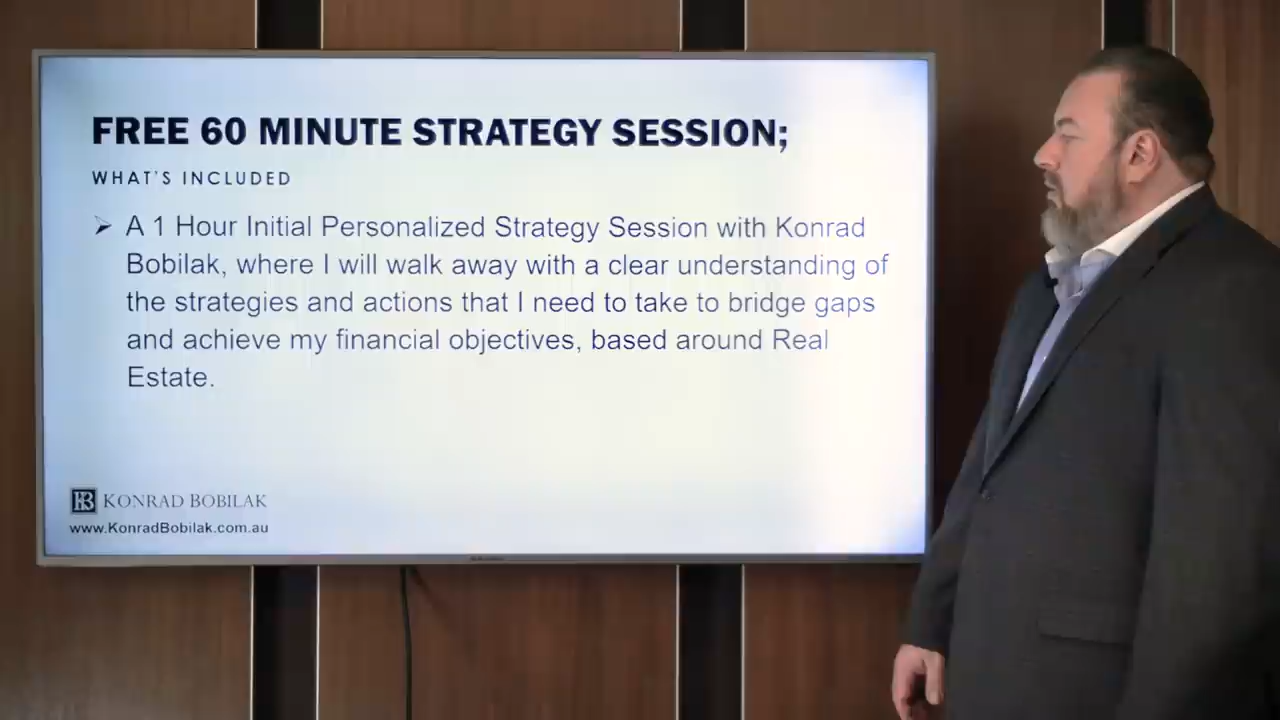 FREE 60 MINUTE STRATEGY SESSION;
WHAT'S INCLUDED
➢ A 1 Hour Initial Personalized Strategy Session with Konrad
Bobilak, where I will walk away with a clear understanding of
the strategies and actions that I need to take to bridge gaps
and achieve my financial objectives, based around Real
Estate.
KONRAD BOBILAK
www.KonradBobilak.com.au